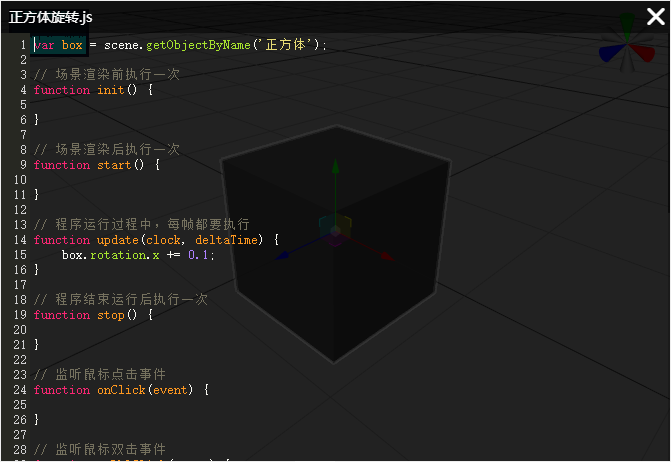 正方体旋转.js
1 var box = scene.getObjectByName('正方体');
2
3 // 场景渲染前执行一次
4 function init() {
5
6 }
7
8 // 场景渲染后执行一次
9 function start() {
10
11 }
12
13 // 程序运行过程中，每帧都要执行
14 function update(clock, deltaTime) {
15     box.rotation.x += 0.1;
16 }
17
18 // 程序结束运行后执行一次
19 function stop() {
20
21 }
22
23 // 监听鼠标点击事件
24 function onClick(event) {
25
26 }
27
28 // 监听鼠标双击事件